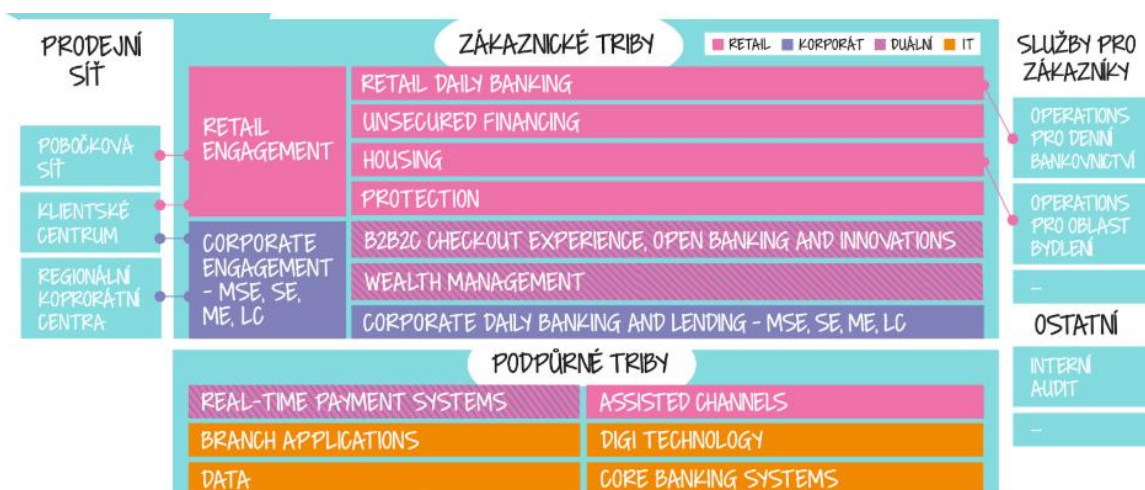 PRODEJNÍ
SÍŤ
POBOČKOVÁ
SÍŤ
KLIENTSKÉ
CENTRUM
REGIONÁLNÍ
KOPRORÁTNÍ
CENTRA
ZÁKAZNICKÉ TRIBY
RETAIL KORPORÁT DUÁLNÍ IT
RETAIL
ENGAGEMENT
RETAIL DAILY BANKING
UNSECURED FINANCING
HOUSING
PROTECTION
CORPORATE
ENGAGEMENT
- MSE, SE,
ME, LC
B2B2C CHECKOUT EXPERIENCE, OPEN BANKING AND INNOVATIONS
WEALTH MANAGEMENT
CORPORATE DAILY BANKING AND LENDING - MSE, SE, ME, LC
PODPŮRNÉ TRIBY
REAL-TIME PAYMENT SYSTEMS
ASSISTED CHANNELS
BRANCH APPLICATIONS
DIGI TECHNOLOGY
DATA
CORE BANKING SYSTEMS
SLUŽBY PRO
ZÁKAZNÍKY
OPERATIONS
PRO DENNÍ
BANKOVNICTVÍ
OPERATIONS
PRO OBLAST
BYDLENÍ
...
OSTATNÍ
INTERNÍ
AUDIT
...